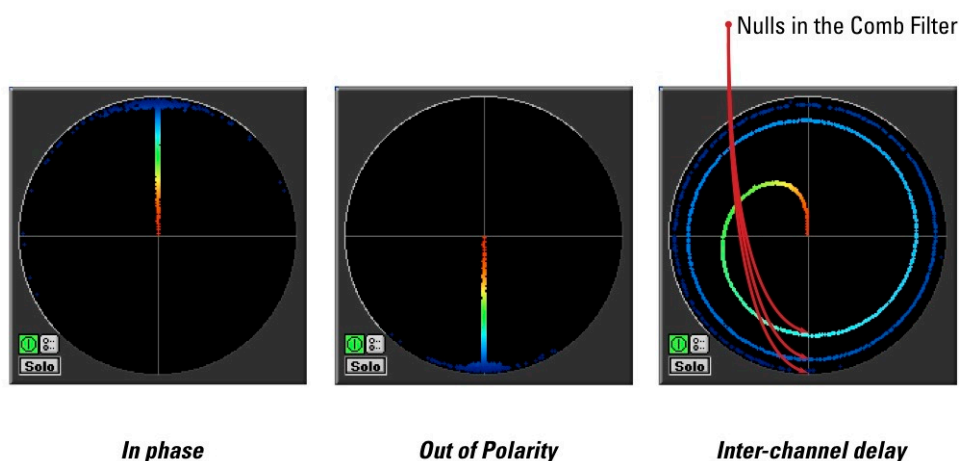 Nulls in the Comb Filter
Solo
Solo
Solo
In phase
Out of Polarity
Inter-channel delay